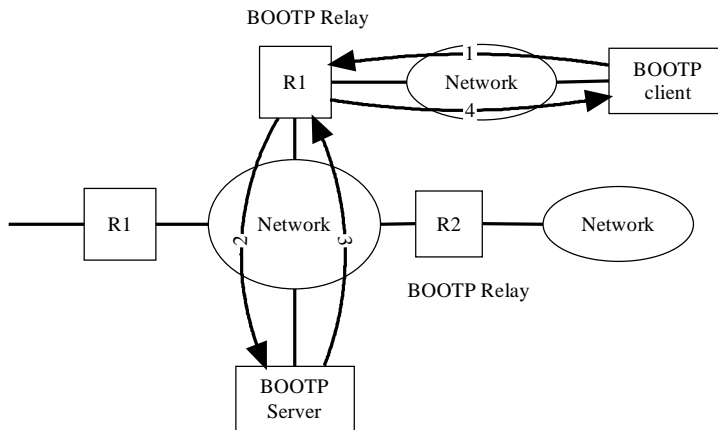 BOOTP Relay
1
R1
Network
BOOTP
client
4
R1
2
Network
3
R2
Network
BOOTP Relay
BOOTP
Server